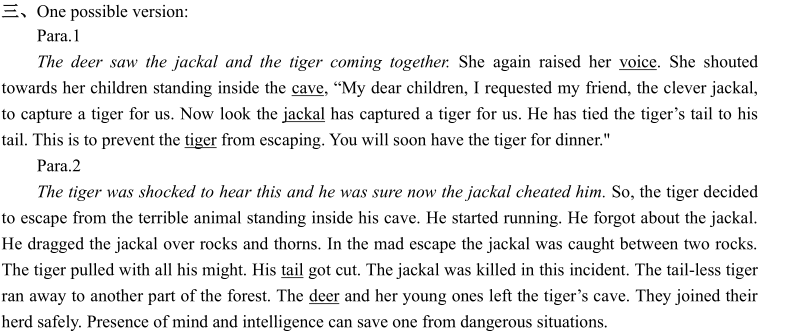 三、One possible version:
Para.1
The deer saw the jackal and the tiger coming together. She again raised her voice. She shouted
towards her children standing inside the cave, “My dear children, I requested my friend, the clever jackal,
to capture a tiger for us. Now look the jackal has captured a tiger for us. He has tied the tiger’s tail to his
tail. This is to prevent the tiger from escaping. You will soon have the tiger for dinner."
Para.2
The tiger was shocked to hear this and he was sure now the jackal cheated him. So, the tiger decided
to escape from the terrible animal standing inside his cave. He started running. He forgot about the jackal.
He dragged the jackal over rocks and thorns. In the mad escape the jackal was caught between two rocks.
The tiger pulled with all his might. His tail got cut. The jackal was killed in this incident. The tail-less tiger
ran away to another part of the forest. The deer and her young ones left the tiger’s cave. They joined their
herd safely. Presence of mind and intelligence can save one from dangerous situations.